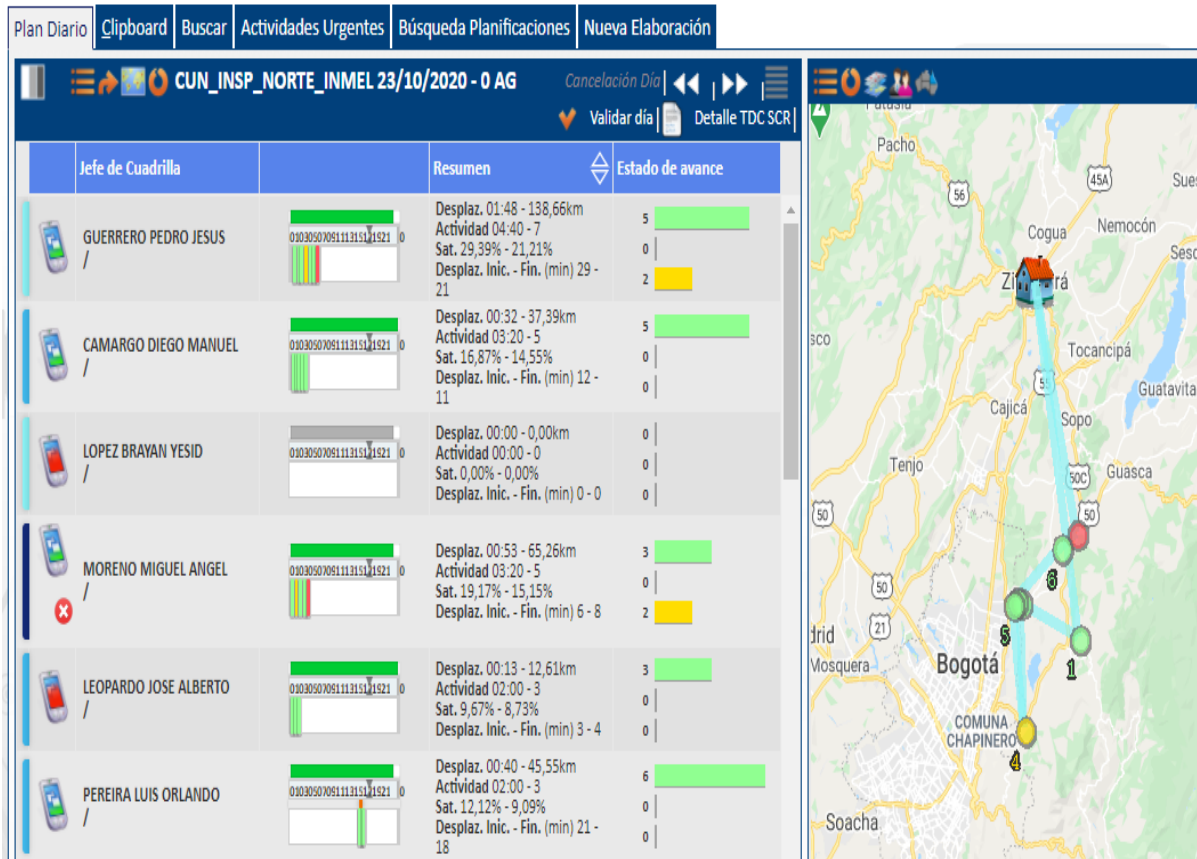 Plan Diario
Clipboard
Buscar
Actividades Urgentes
Búsqueda Planificaciones
Nueva Elaboración
CUN_INSP_NORTE_INMEL 23/10/2020 - 0 AG
Cancelación Día
Validar día
Detalle TDC SCR
Jefe de Cuadrilla
Resumen
Estado de avance
GUERRERO PEDRO JESUS
/
Desplaz. 01:48 - 138,66km
Actividad 04:40 - 7
Sat. 29,39% - 21,21%
Desplaz. Inic. - Fin. (min) 29 -
21
5
0
2
CAMARGO DIEGO MANUEL
/
Desplaz. 00:32 - 37,39km
Actividad 03:20 - 5
Sat. 16,87% - 14,55%
Desplaz. Inic. - Fin. (min) 12 -
11
5
0
0
LOPEZ BRAYAN YESID
/
Desplaz. 00:00 - 0,00km
Actividad 00:00 - 0
Sat. 0,00% - 0,00%
Desplaz. Inic. - Fin. (min) 0 - 0
0
0
0
MORENO MIGUEL ANGEL
/
Desplaz. 00:53 - 65,26km
Actividad 03:20 - 5
Sat. 19,17% - 15,15%
Desplaz. Inic. - Fin. (min) 6 - 8
3
0
2
LEOPARDO JOSE ALBERTO
/
Desplaz. 00:13 - 12,61km
Actividad 02:00 - 3
Sat. 9,67% - 8,73%
Desplaz. Inic. - Fin. (min) 3 - 4
3
0
0
PEREIRA LUIS ORLANDO
/
Desplaz. 00:40 - 45,55km
Actividad 02:00 - 3
Sat. 12,12% - 9,09%
Desplaz. Inic. - Fin. (min) 21 -
18
6
0
0
Pacho
45A
56
Cogua
Nemocón
Tocancipá
Guatavita
Cajicá
Sopo
Tenjo
50C
Guasca
50
50
50
6
21
5
Mosquera
Bogotá
1
COMUNA
CHAPINERO
4
Soacha